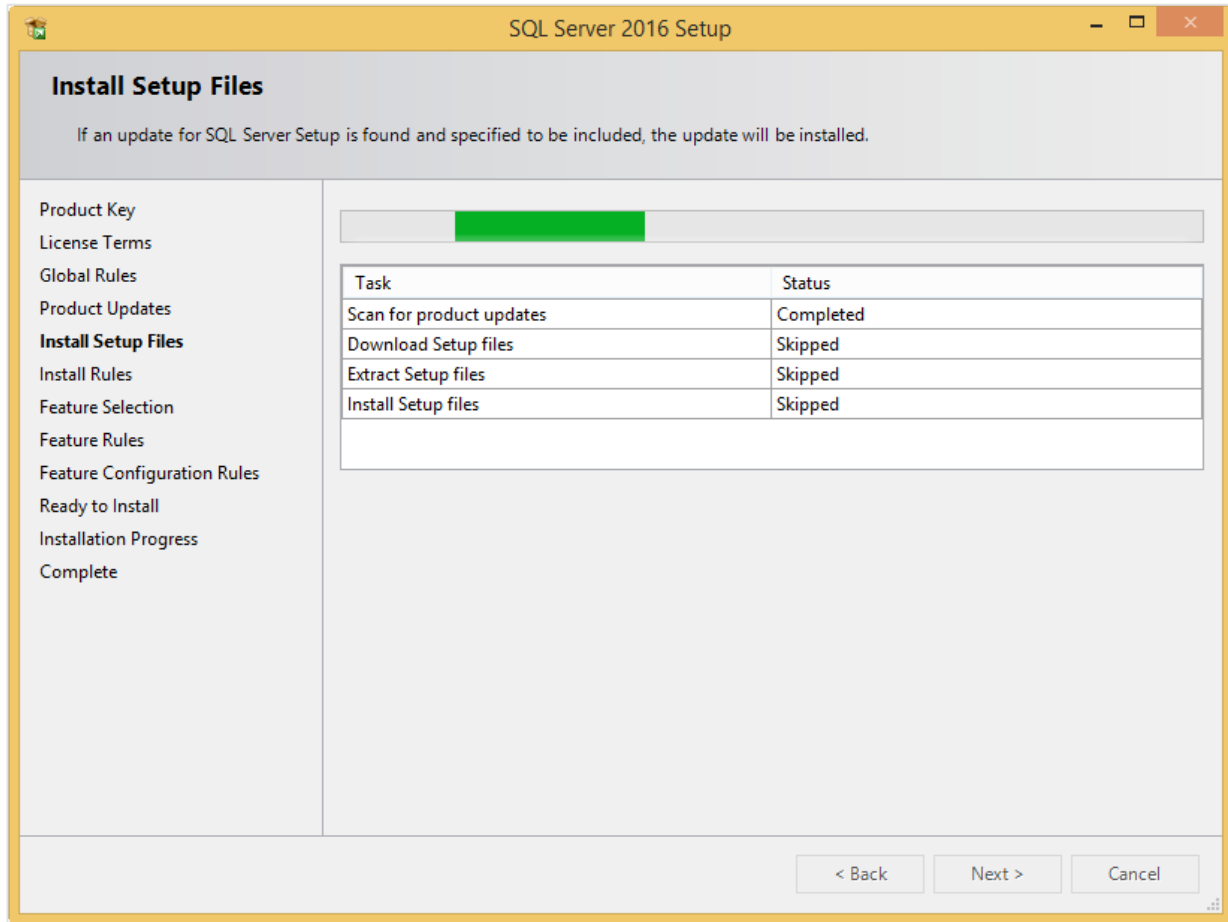 SQL Server 2016 Setup
Install Setup Files
If an update for SQL Server Setup is found and specified to be included, the update will be installed.
Product Key
License Terms
Global Rules
Product Updates
Install Setup Files
Install Rules
Feature Selection
Feature Rules
Feature Configuration Rules
Ready to Install
Installation Progress
Complete
Task Status
Scan for product updates Completed
Download Setup files Skipped
Extract Setup files Skipped
Install Setup files Skipped
< Back Next > Cancel